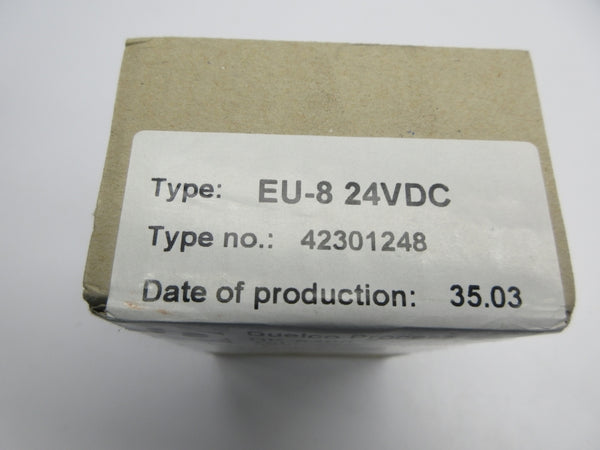 Type: EU-8 24VDC
Type no.: 42301248
Date of production: 35.03